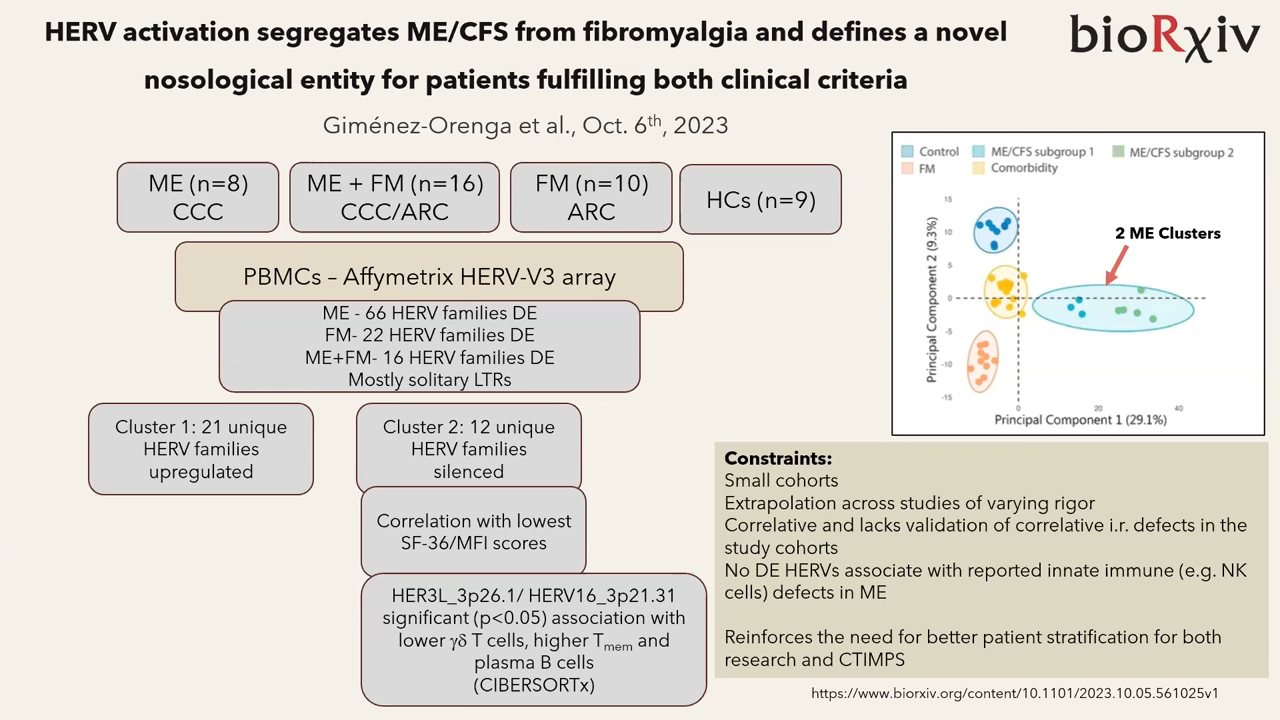 HERV activation segregates ME/CFS from fibromyalgia and defines a novel
nosological entity for patients fulfilling both clinical criteria
bioRxiv
Giménez-Orenga et al., Oct. 6th, 2023
ME (n=8)
CCC
ME + FM (n=16)
CCC/ARC
FM (n=10)
ARC
HCs (n=9)
PBMCs – Affymetrix HERV-V3 array
ME - 66 HERV families DE
FM- 22 HERV families DE
ME+FM- 16 HERV families DE
Mostly solitary LTRs
Cluster 1: 21 unique
HERV families
upregulated
Cluster 2: 12 unique
HERV families
silenced
Correlation with lowest
SF-36/MFI scores
HER3L_3p26.1/ HERV16_3p21.31
significant (p<0.05) association with
lower γδ T cells, higher Tmem and
plasma B cells
(CIBERSORTx)
Control
ME/CFS subgroup 1
ME/CFS subgroup 2
FM
Comorbidity
2 ME Clusters
Principal Component 2 (9.3%)
15
10
5
0
-5
-10
-15
0
20
40
Principal Component 1 (29.1%)
Constraints:
Small cohorts
Extrapolation across studies of varying rigor
Correlative and lacks validation of correlative i.r. defects in the
study cohorts
No DE HERVs associate with reported innate immune (e.g. NK
cells) defects in ME
Reinforces the need for better patient stratification for both
research and CTIMPS
https://www.biorxiv.org/content/10.1101/2023.10.05.561025v1